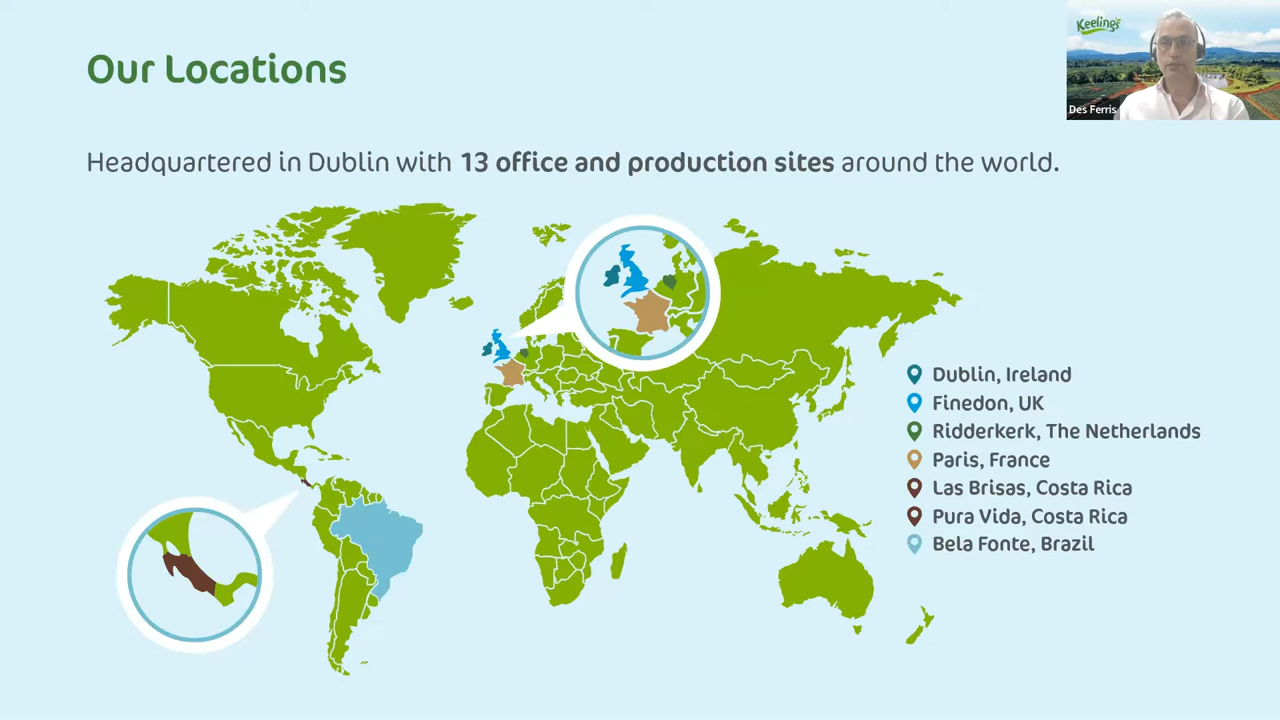 Our Locations
Keelings
Des Ferris
Headquartered in Dublin with 13 office and production sites around the world.
Dublin, Ireland
Finedon, UK
Ridderkerk, The Netherlands
Paris, France
Las Brisas, Costa Rica
Pura Vida, Costa Rica
Bela Fonte, Brazil